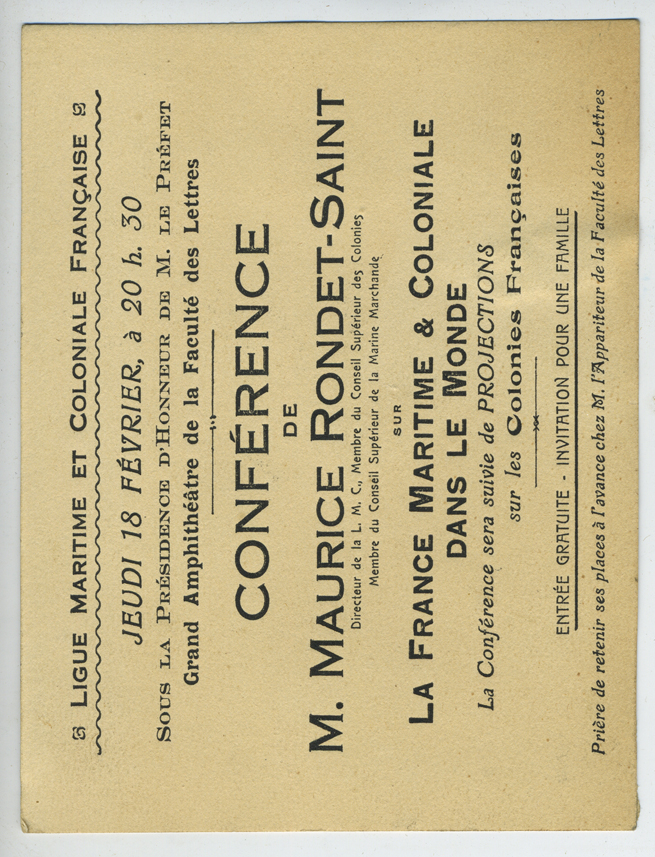 LIGUE MARITIME ET COLONIALE FRANÇAISE
JEUDI 18 FÉVRIER, à 20 h. 30
SOUS LA PRÉSIDENCE D'HONNEUR DE M. LE PRÉFET
Grand Amphithéâtre de la Faculté des Lettres
CONFÉRENCE
DE
M. MAURICE RONDET-SAINT
Directeur de la L. M. C., Membre du Conseil Supérieur des Colonies
Membre du Conseil Supérieur de la Marine Marchande
SUR
LA FRANCE MARITIME & COLONIALE
DANS LE MONDE
La Conférence sera suivie de PROJECTIONS
sur les Colonies Françaises
ENTRÉE GRATUITE - INVITATION POUR UNE FAMILLE
Prière de retenir ses places à l'avance chez M. l'Appariteur de la Faculté des Lettres